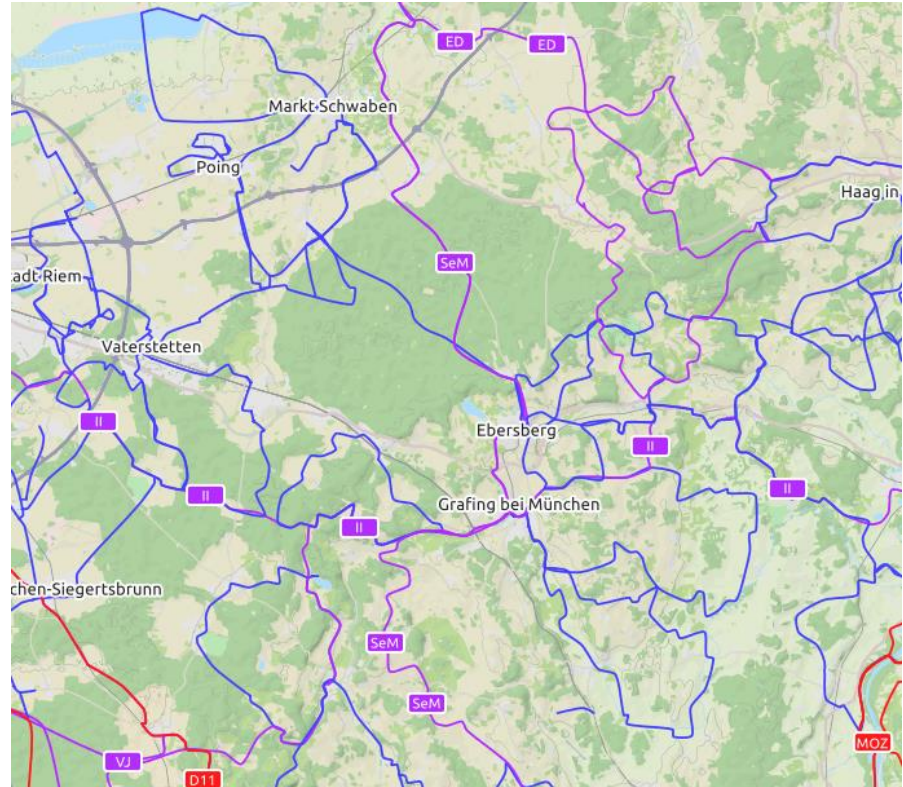 ED
ED
Markt Schwaben
Poing
Haag in
SeM
tadt Riem
Vaterstetten
II
Ebersberg
II
II
II
Grafing bei München
II
chen-Siegertsbrunn
SeM
SeM
MOZ
VJ
D11